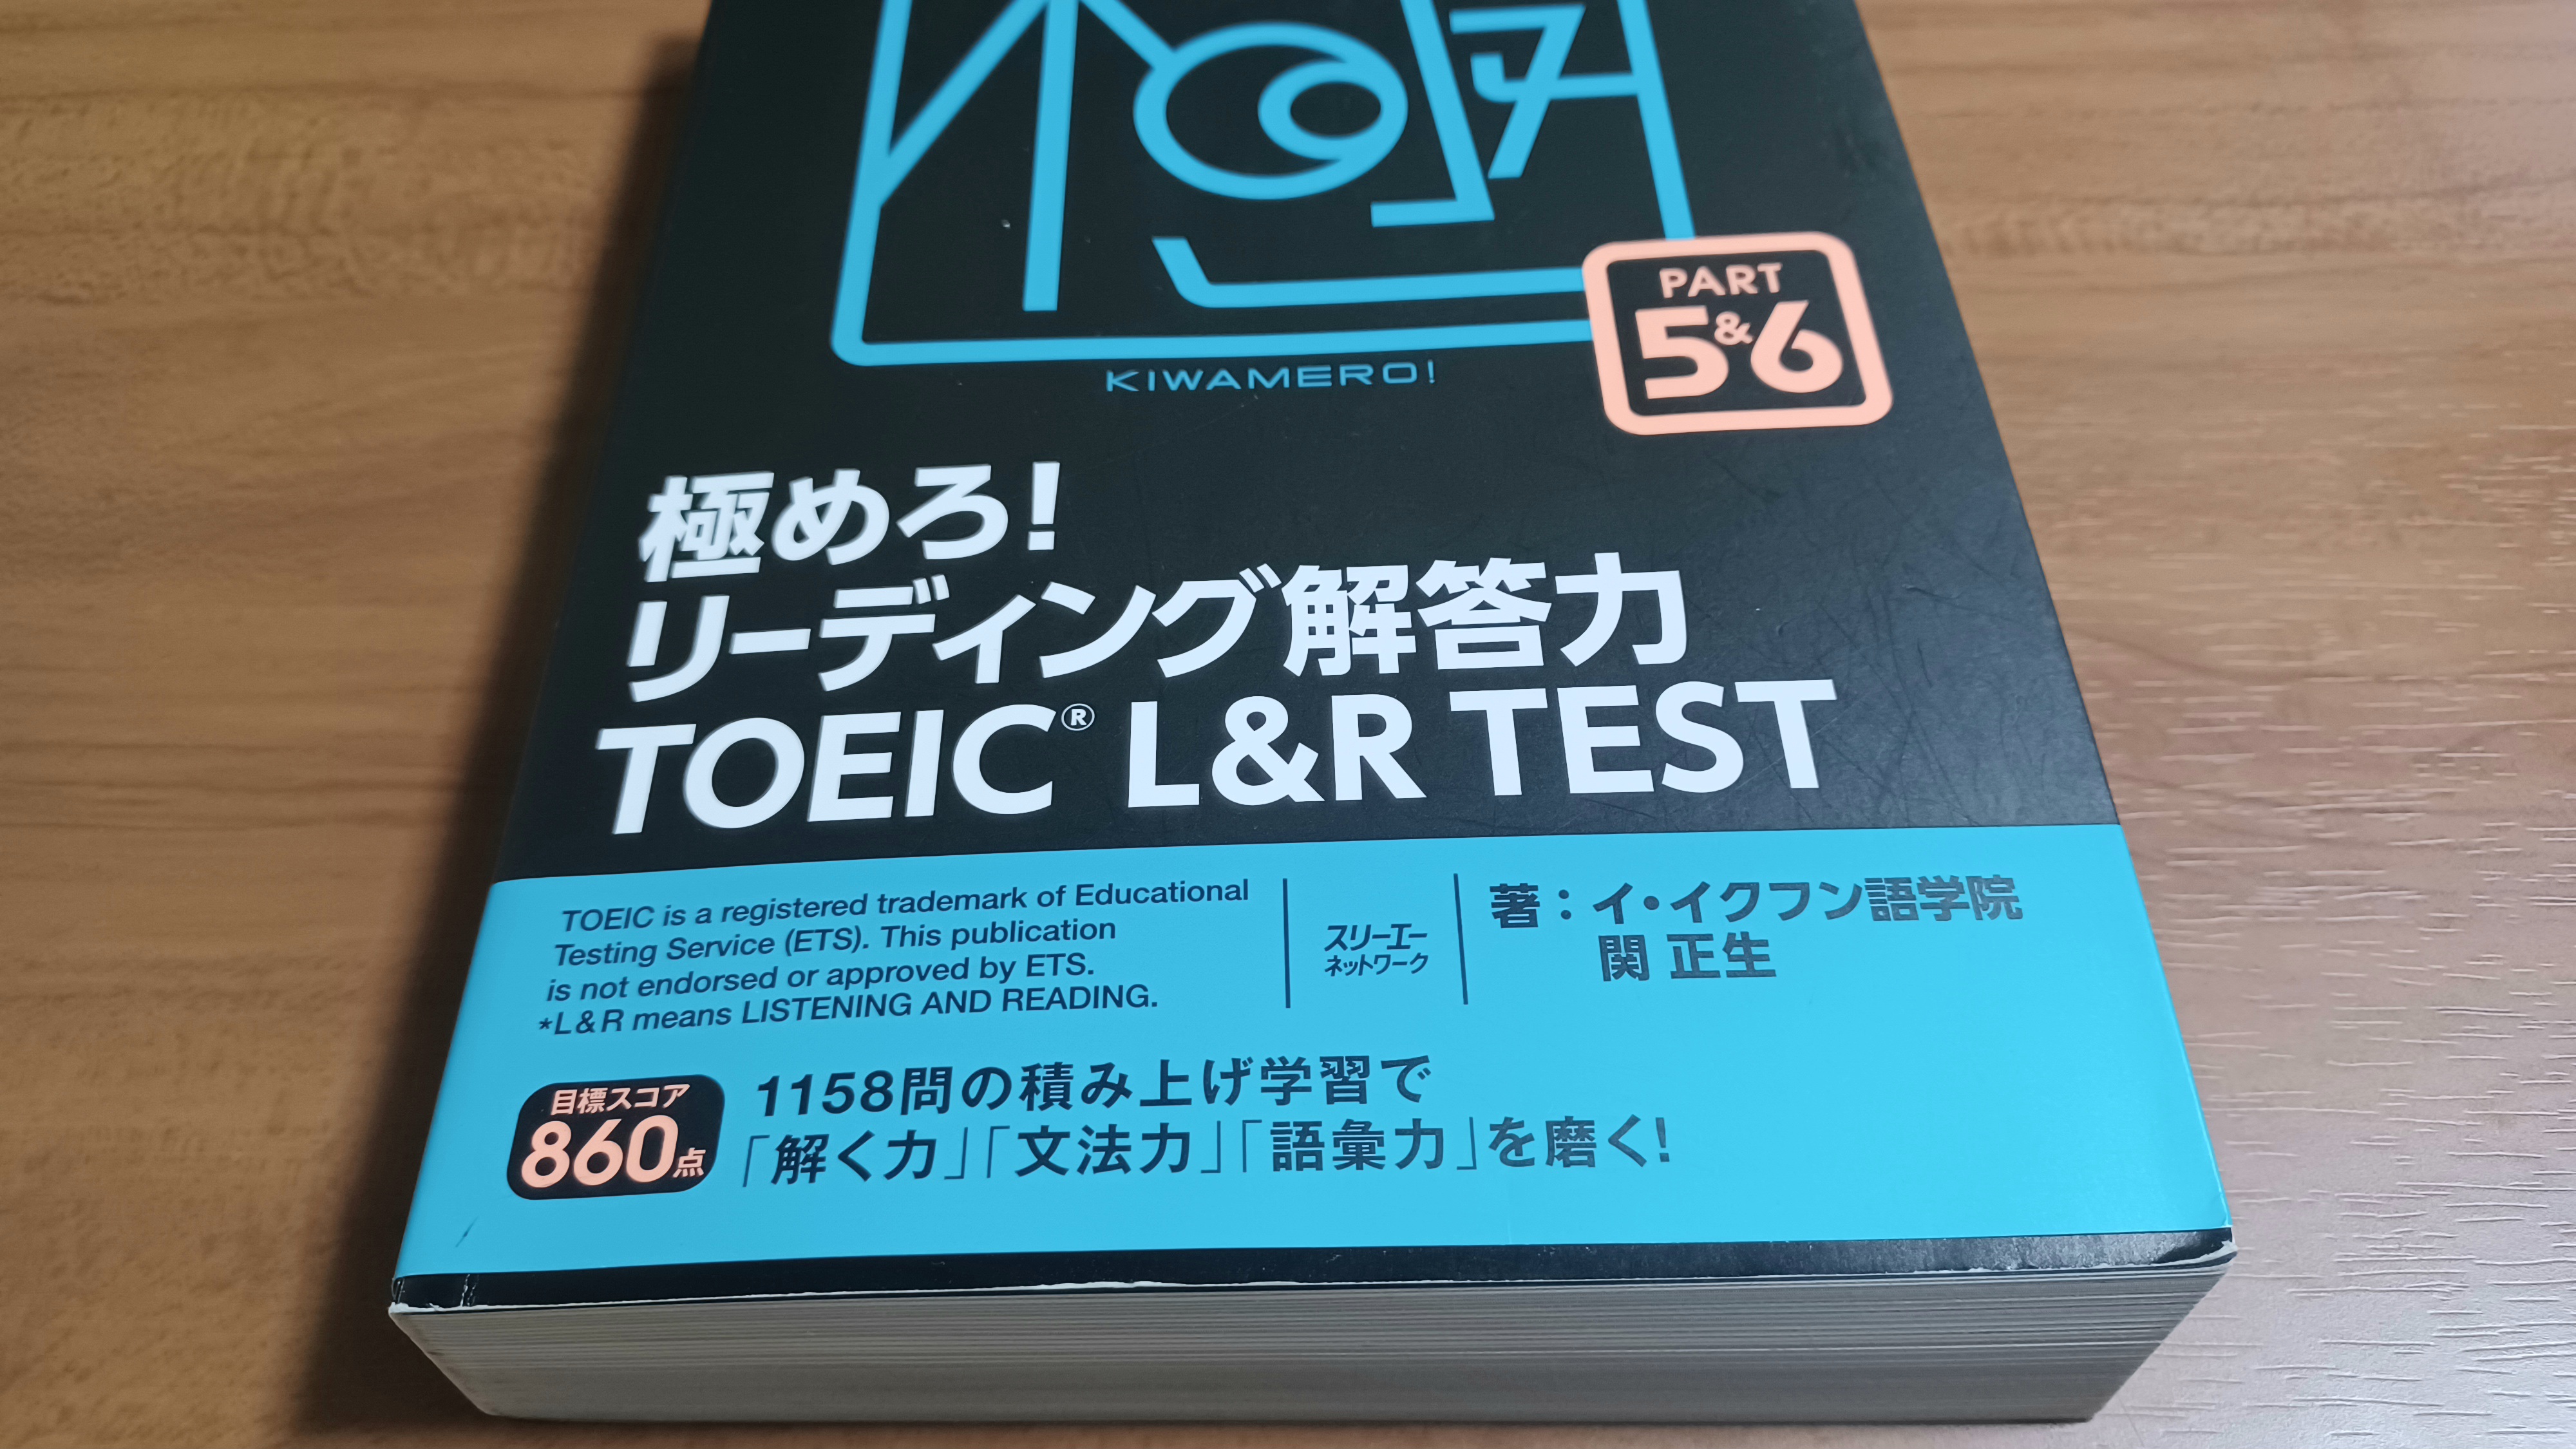 PART
5&6
KIWAMERO!
極めろ!
リーディング解答力
TOEIC® L&R TEST
TOEIC is a registered trademark of Educational
Testing Service (ETS). This publication
is not endorsed or approved by ETS.
*L&R means LISTENING AND READING.
スリーエー
ネットワーク
著:イ・イクフン語学院
関 正生
目標スコア
860点
1158問の積み上げ学習で
「解く力」「文法力」「語彙力」を磨く!